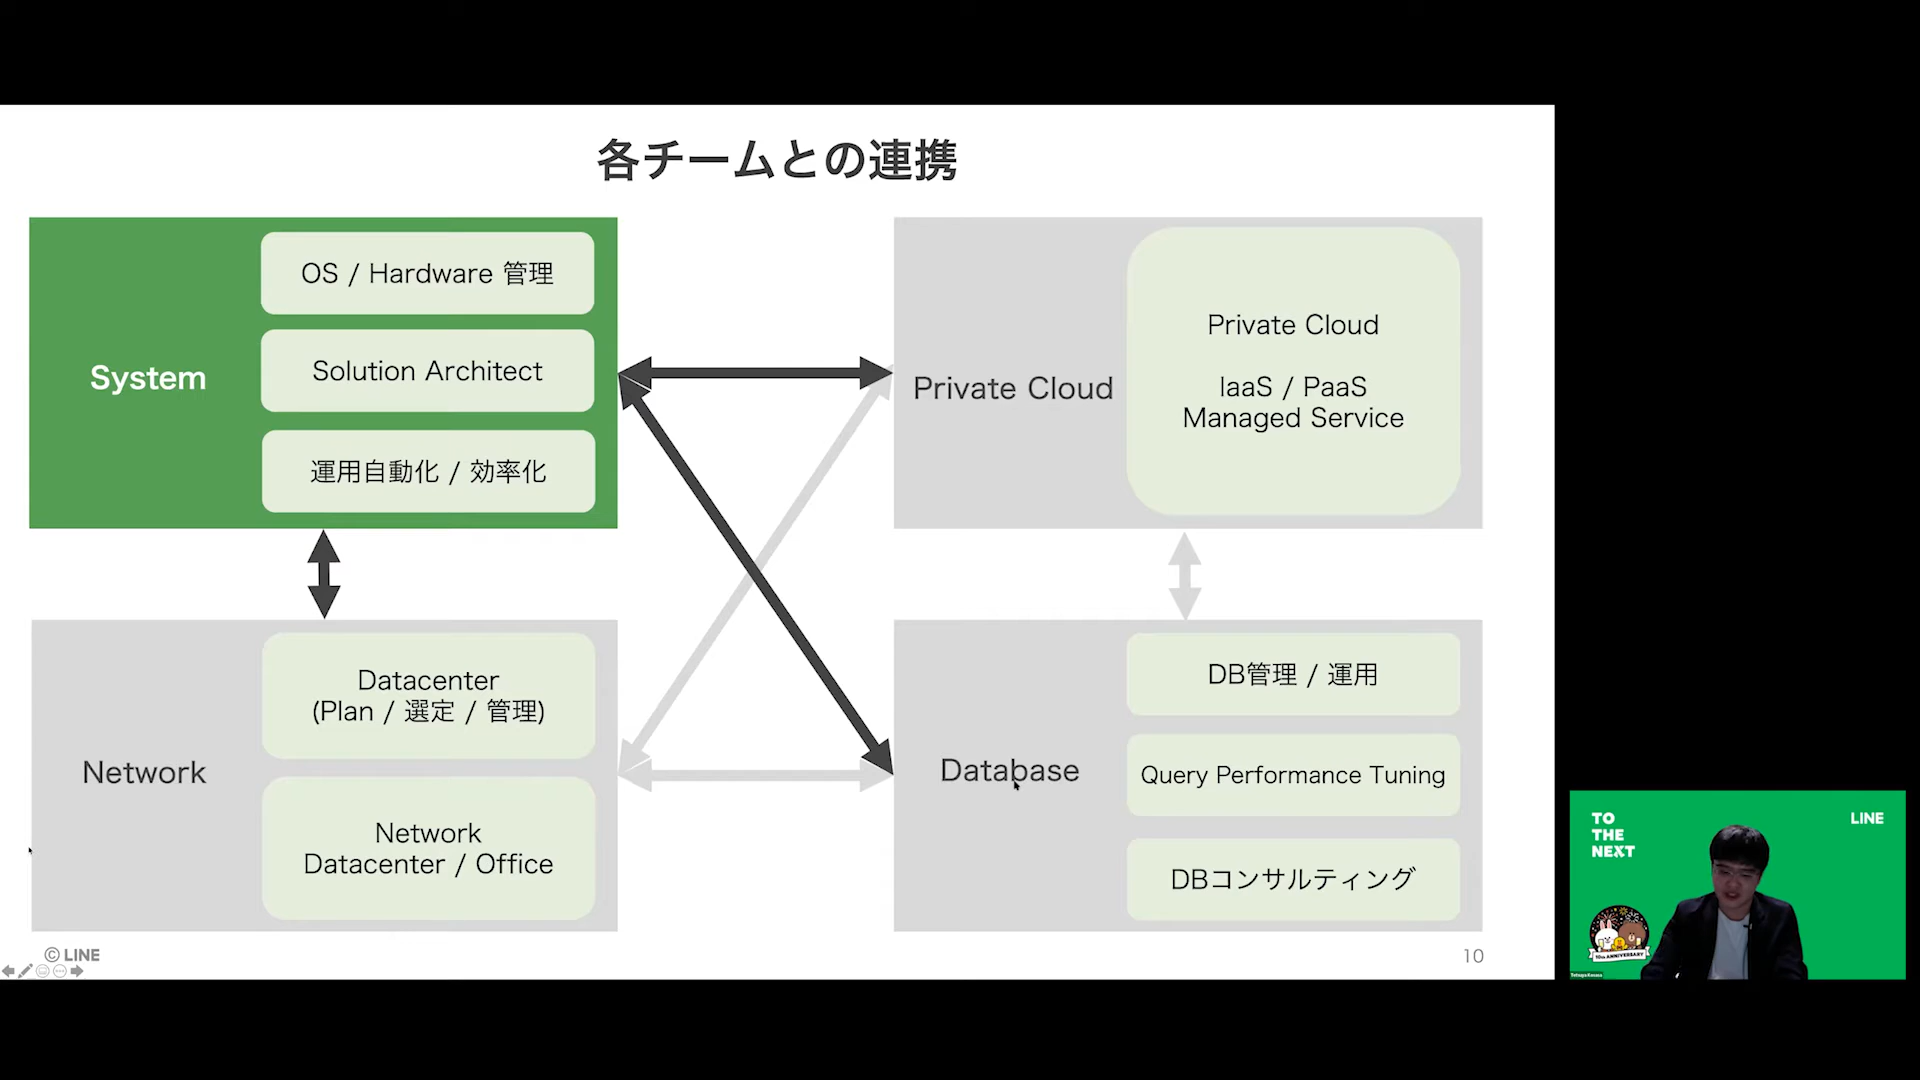 各チームとの連携
System
OS / Hardware 管理
Solution Architect
運用自動化 / 効率化
Private Cloud
Private Cloud
IaaS / PaaS
Managed Service
Network
Datacenter
(Plan / 選定 / 管理)
Network
Datacenter / Office
Database
DB管理 / 運用
Query Performance Tuning
DBコンサルティング
© LINE
10
TO
THE
NEXT
LINE
10th ANNIVERSARY